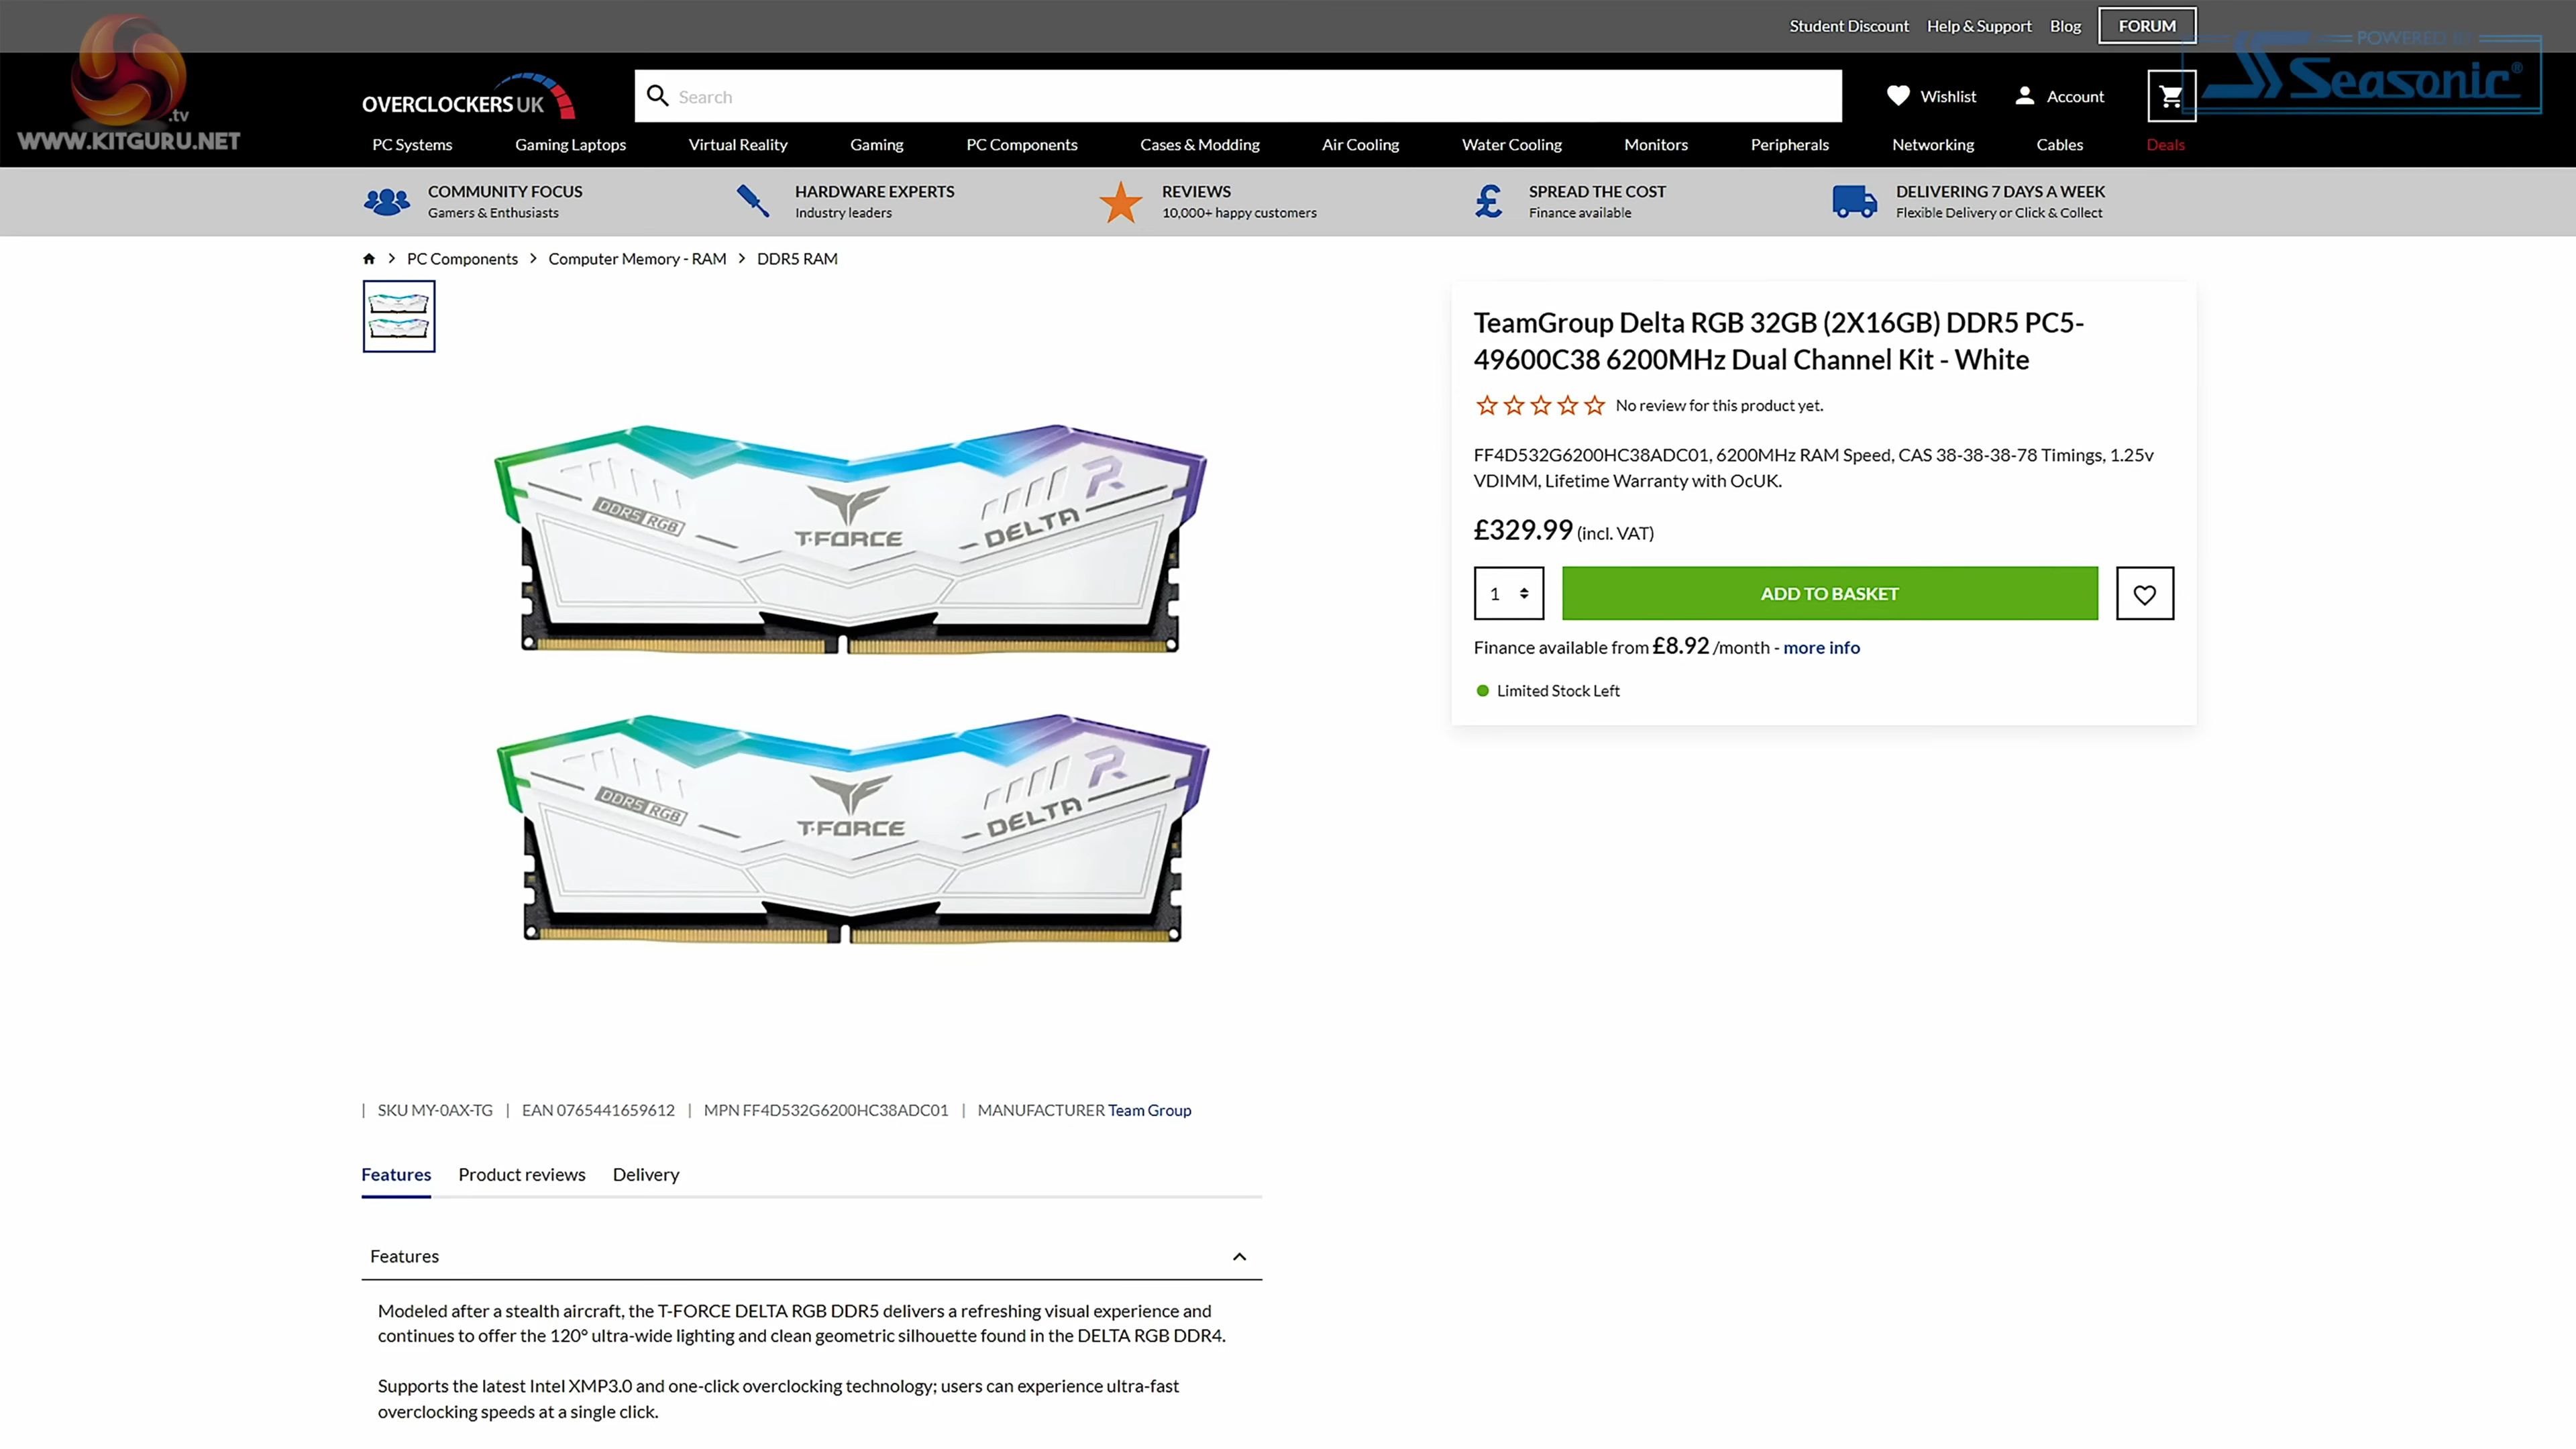 Student Discount Help & Support Blog FORUM
POWERED BY
Seasonic®
.tv
WWW.KITGURU.NET
OVERCLOCKERS UK
Search
Wishlist Account
PC Systems Gaming Laptops Virtual Reality Gaming PC Components Cases & Modding Air Cooling Water Cooling Monitors Peripherals Networking Cables Deals
COMMUNITY FOCUS
Gamers & Enthusiasts
HARDWARE EXPERTS
Industry leaders
REVIEWS
10,000+ happy customers
SPREAD THE COST
Finance available
DELIVERING 7 DAYS A WEEK
Flexible Delivery or Click & Collect
> PC Components > Computer Memory - RAM > DDR5 RAM
DDR5 RGB
T-FORCE
DELTA
R
DDR5 RGB
T-FORCE
DELTA
R
TeamGroup Delta RGB 32GB (2X16GB) DDR5 PC5-
49600C38 6200MHz Dual Channel Kit - White
No review for this product yet.
FF4D532G6200HC38ADC01, 6200MHz RAM Speed, CAS 38-38-38-78 Timings, 1.25v
VDIMM, Lifetime Warranty with OcUK.
£329.99 (incl. VAT)
1 ADD TO BASKET
Finance available from £8.92 /month - more info
Limited Stock Left
| SKU MY-0AX-TG | EAN 0765441659612 | MPN FF4D532G6200HC38ADC01 | MANUFACTURER Team Group
Features Product reviews Delivery
Features
Modeled after a stealth aircraft, the T-FORCE DELTA RGB DDR5 delivers a refreshing visual experience and
continues to offer the 120° ultra-wide lighting and clean geometric silhouette found in the DELTA RGB DDR4.
Supports the latest Intel XMP3.0 and one-click overclocking technology; users can experience ultra-fast
overclocking speeds at a single click.